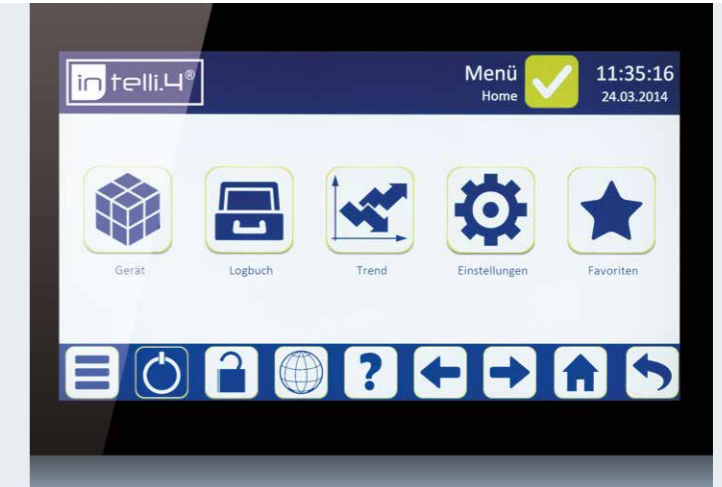 intelli.4®
Menü
Home
11:35:16
24.03.2014
Gerät
Logbuch
Trend
Einstellungen
Favoriten
?